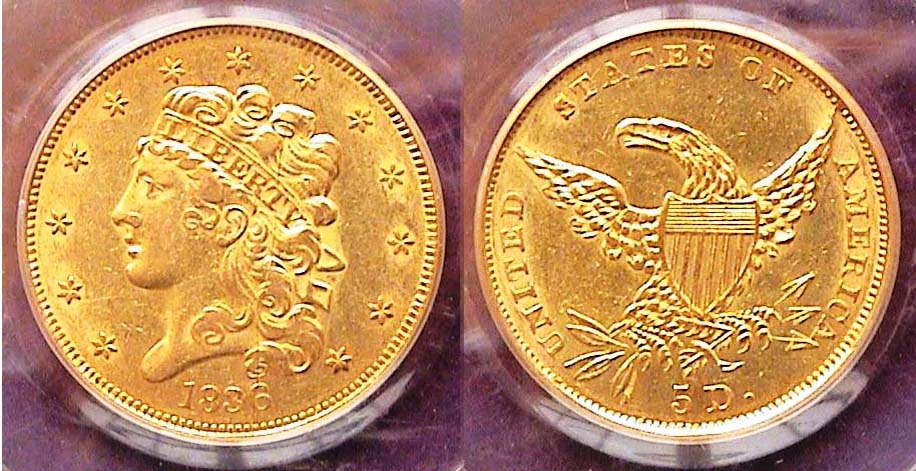 LIBERTY
1836
UNITED STATES OF AMERICA
5 D.